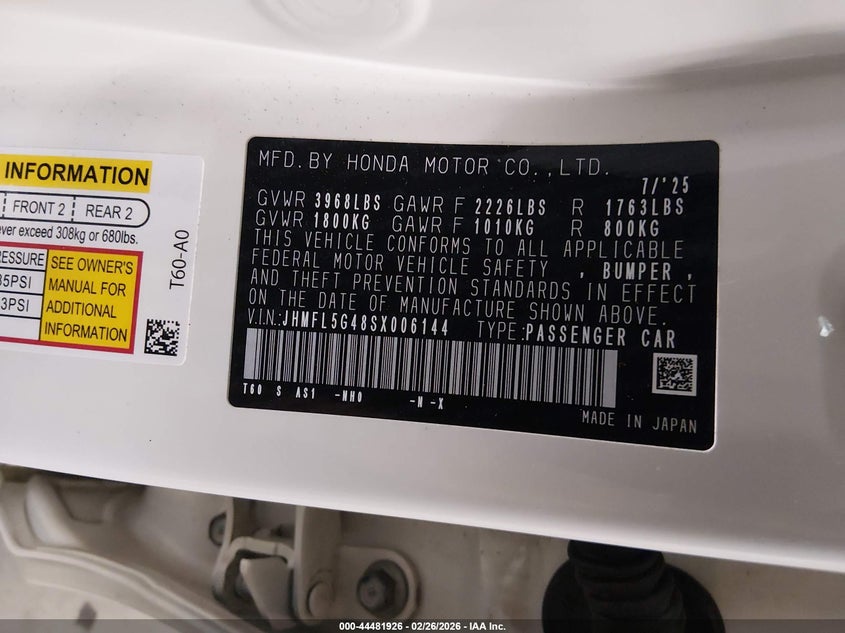 INFORMATION
FRONT 2 REAR 2
ever exceed 308kg or 680lbs.
RESSURE
35PSI
3PSI
SEE OWNER'S
MANUAL FOR
ADDITIONAL
INFORMATION
T60-A0
MFD. BY HONDA MOTOR CO.,LTD.
7/'25
GVWR 3968LBS GAWR F 2226LBS R 1763LBS
GVWR 1800KG GAWR F 1010KG R 800KG
THIS VEHICLE CONFORMS TO ALL APPLICABLE
FEDERAL MOTOR VEHICLE SAFETY , BUMPER ,
AND THEFT PREVENTION STANDARDS IN EFFECT
ON THE DATE OF MANUFACTURE SHOWN ABOVE.
V.IN.:JHMFL5G48SX006144 TYPE:PASSENGER CAR
T60 S AS1 -NH0 -N -X
MADE IN JAPAN
000-44481926 - 02/26/2026 - IAA Inc.